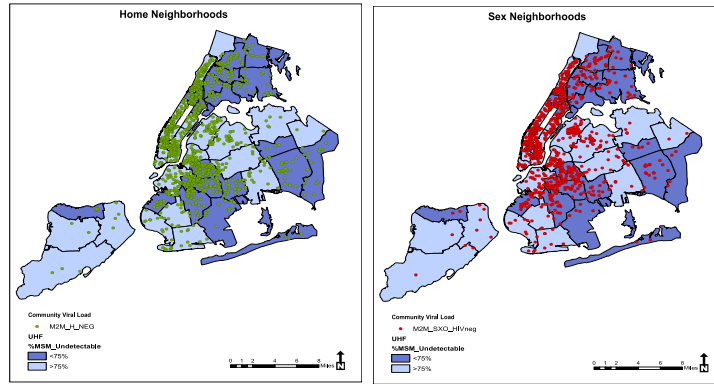 Home Neighborhoods
Community Viral Load
M2M_H_NEG
UHF
%MSM_Undetectable
<75%
>75%
0 1 2 4 6 8
Miles
N
Sex Neighborhoods
Community Viral Load
M2M_SXO_HIVneg
UHF
%MSM_Undetectable
<75%
>75%
0 1 2 4 6 8
Miles
N